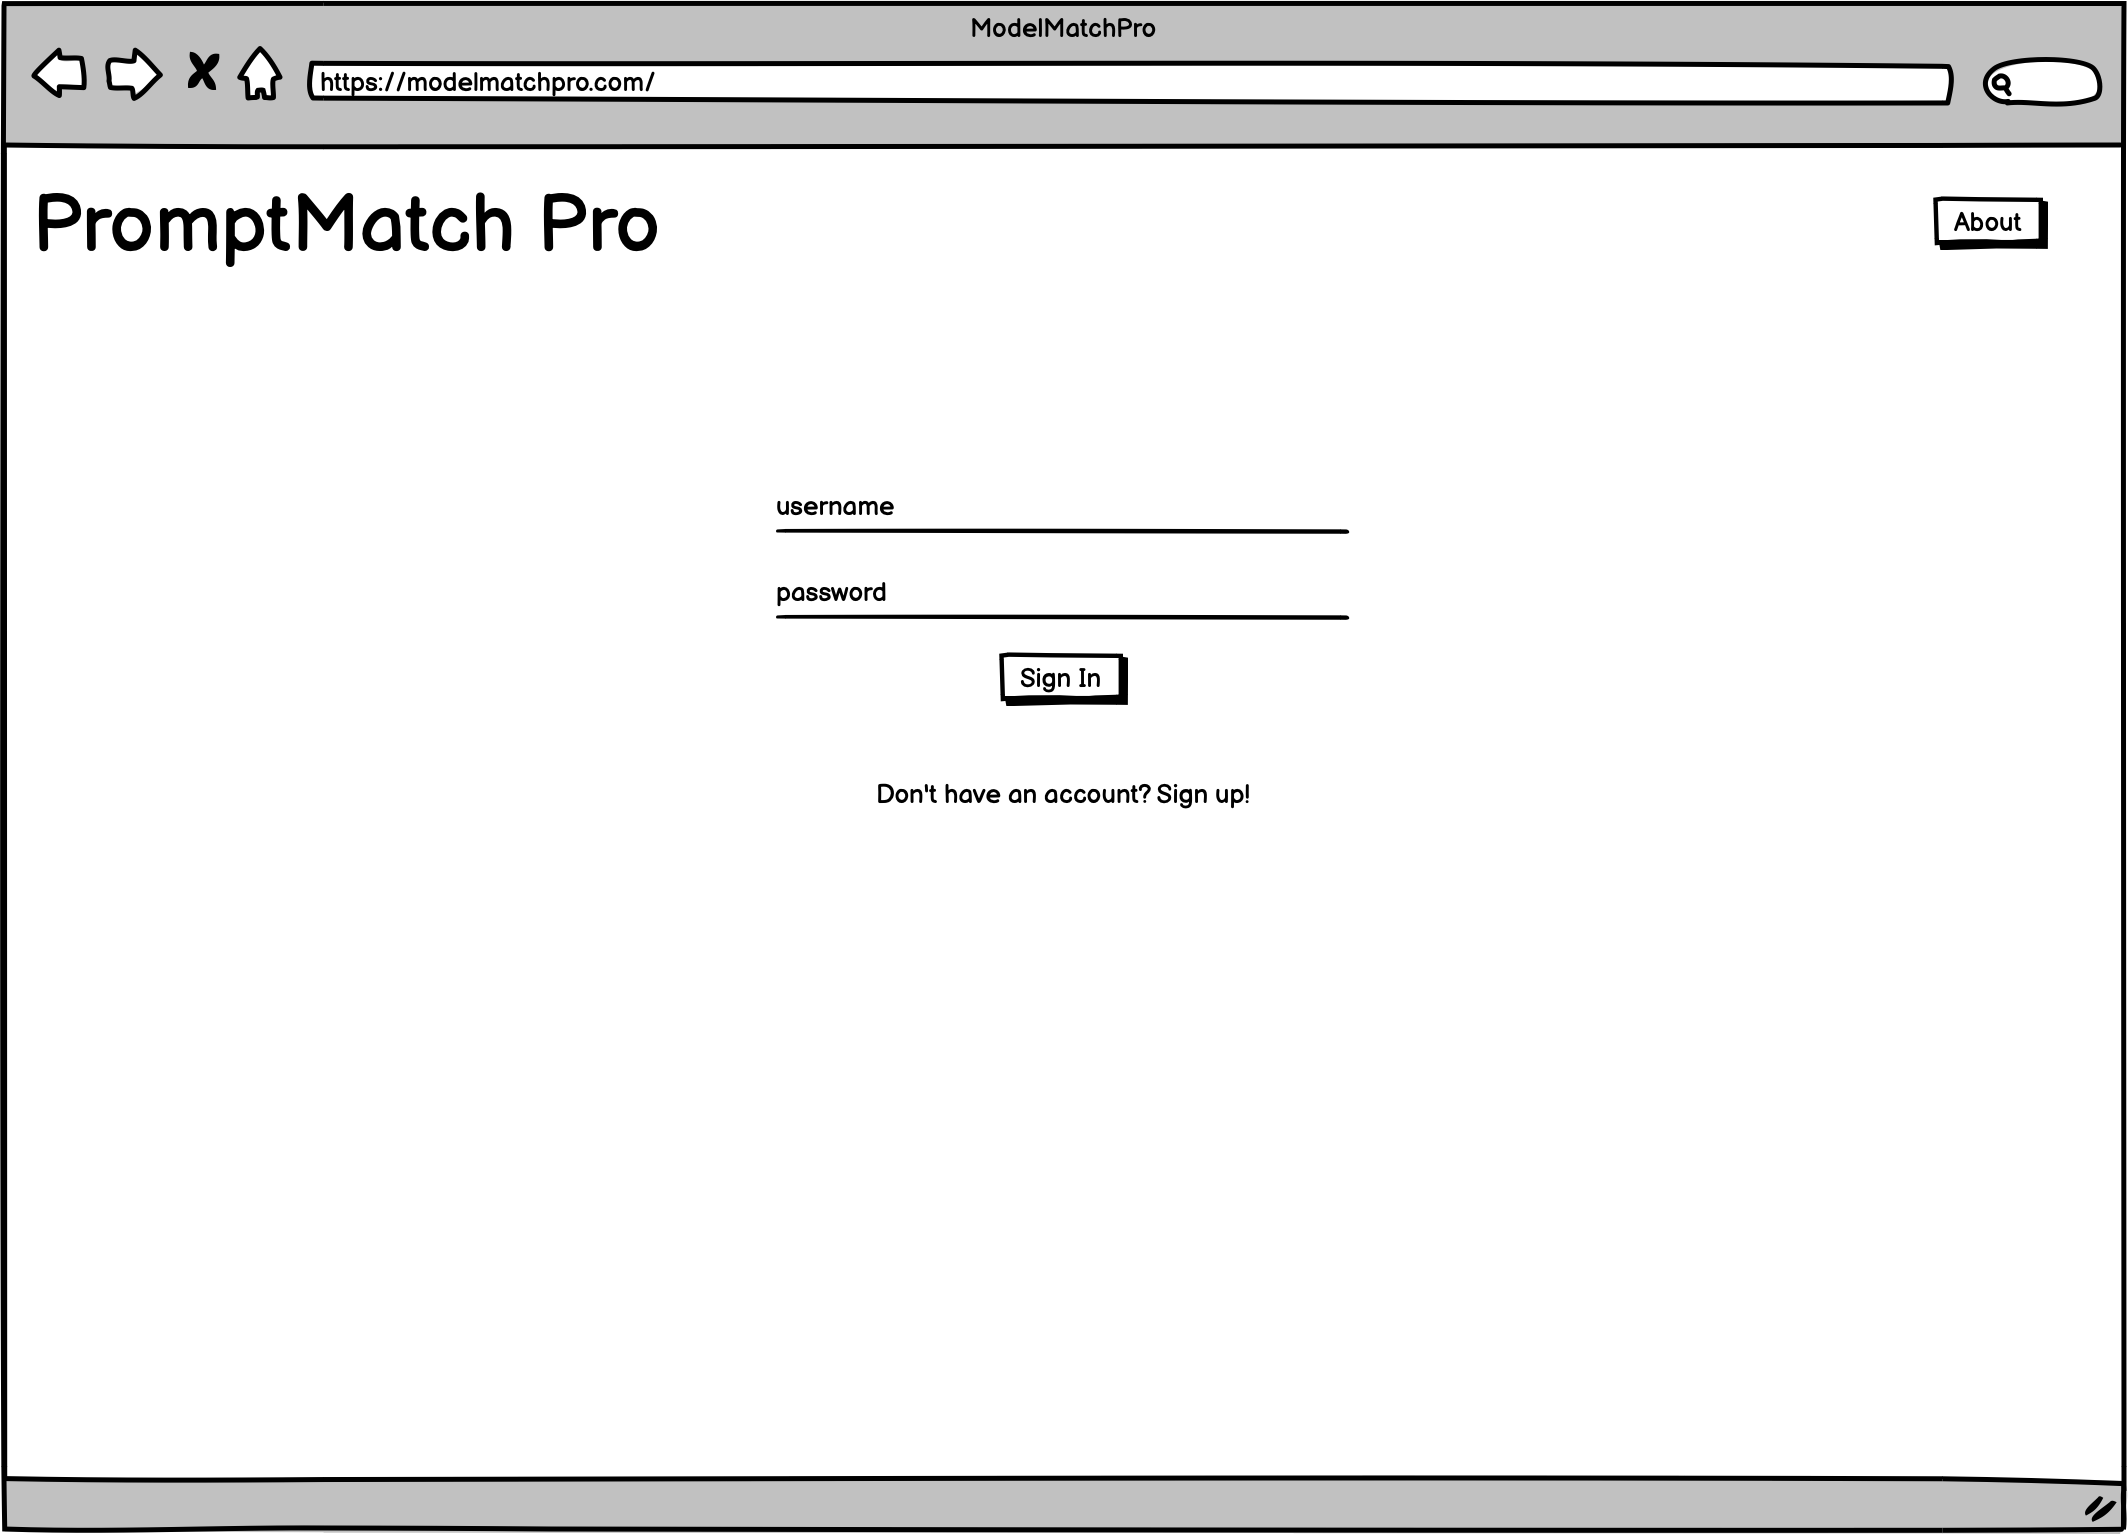 ModelMatchPro
https://modelmatchpro.com/
PromptMatch Pro
About
username
password
Sign In
Don't have an account? Sign up!